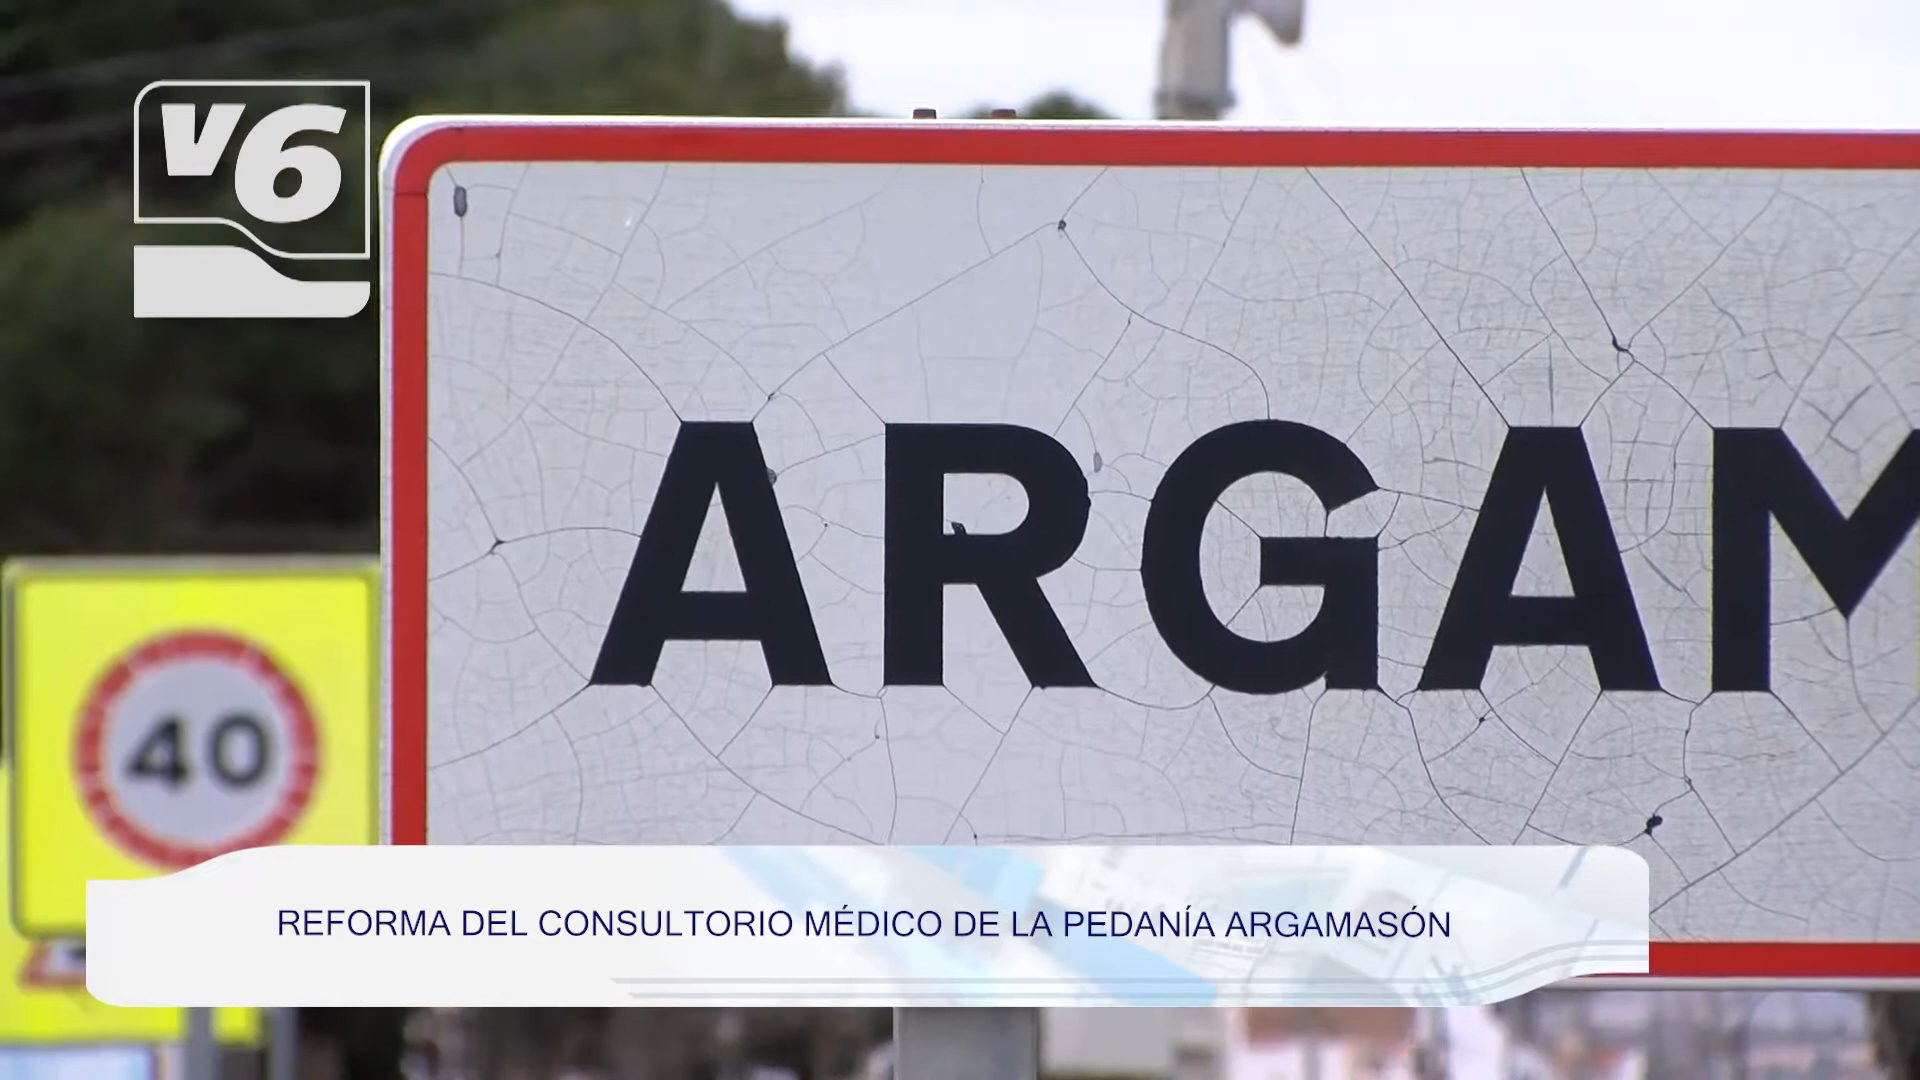 V6
ARGAM
40
REFORMA DEL CONSULTORIO MÉDICO DE LA PEDANÍA ARGAMASÓN